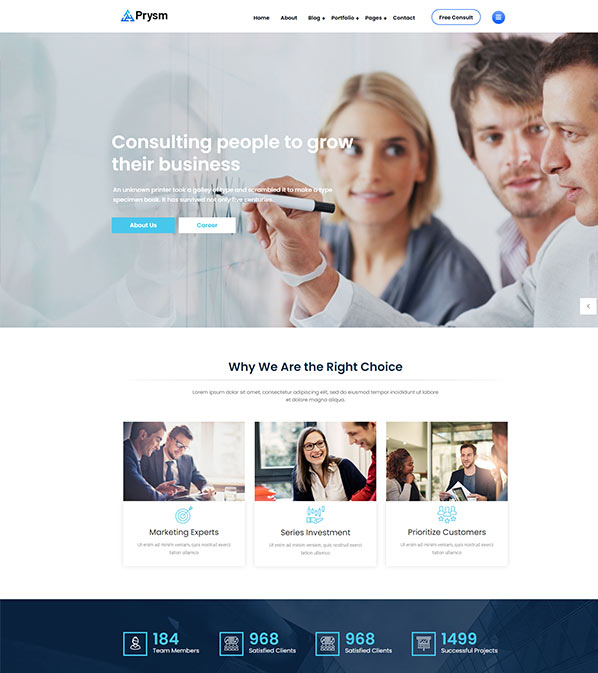 Prysm
Home
About
Blog +
Portfolio +
Pages +
Contact
Free Consult
Consulting people to grow
their business
An unknown printer took a galley of type and scrambled it to make a type
specimen book. It has survived not only five centuries.
About Us
Career
Why We Are the Right Choice
Lorem ipsum dolor sit amet, consectetur adipiscing elit, sed do eiusmod tempor incididunt ut labore
et dolore magna aliqua.
Marketing Experts
Ut enim ad minim veniam, quis nostrud exerci
tation ullamco
Series Investment
Ut enim ad minim veniam, quis nostrud exerci
tation ullamco
Prioritize Customers
Ut enim ad minim veniam, quis nostrud exerci
tation ullamco
184
Team Members
968
Satisfied Clients
968
Satisfied Clients
1499
Successful Projects